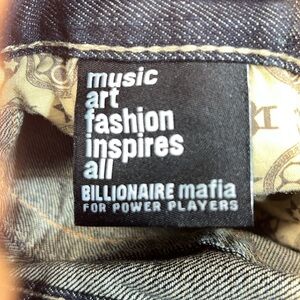 music
art
fashion
inspires
all
BILLIONAIRE mafia
FOR POWER PLAYERS